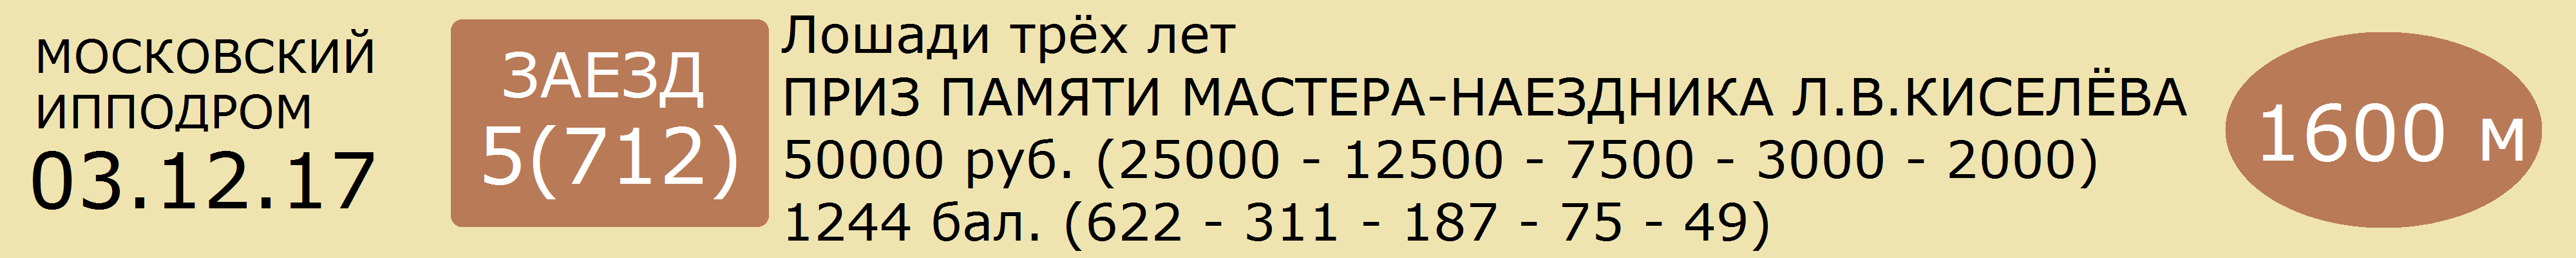 МОСКОВСКИЙ
ИППОДРОМ
03.12.17
ЗАЕЗД
5(712)
Лошади трёх лет
ПРИЗ ПАМЯТИ МАСТЕРА-НАЕЗДНИКА Л.В.КИСЕЛЁВА
50000 руб. (25000 - 12500 - 7500 - 3000 - 2000)
1244 бал. (622 - 311 - 187 - 75 - 49)
1600 м